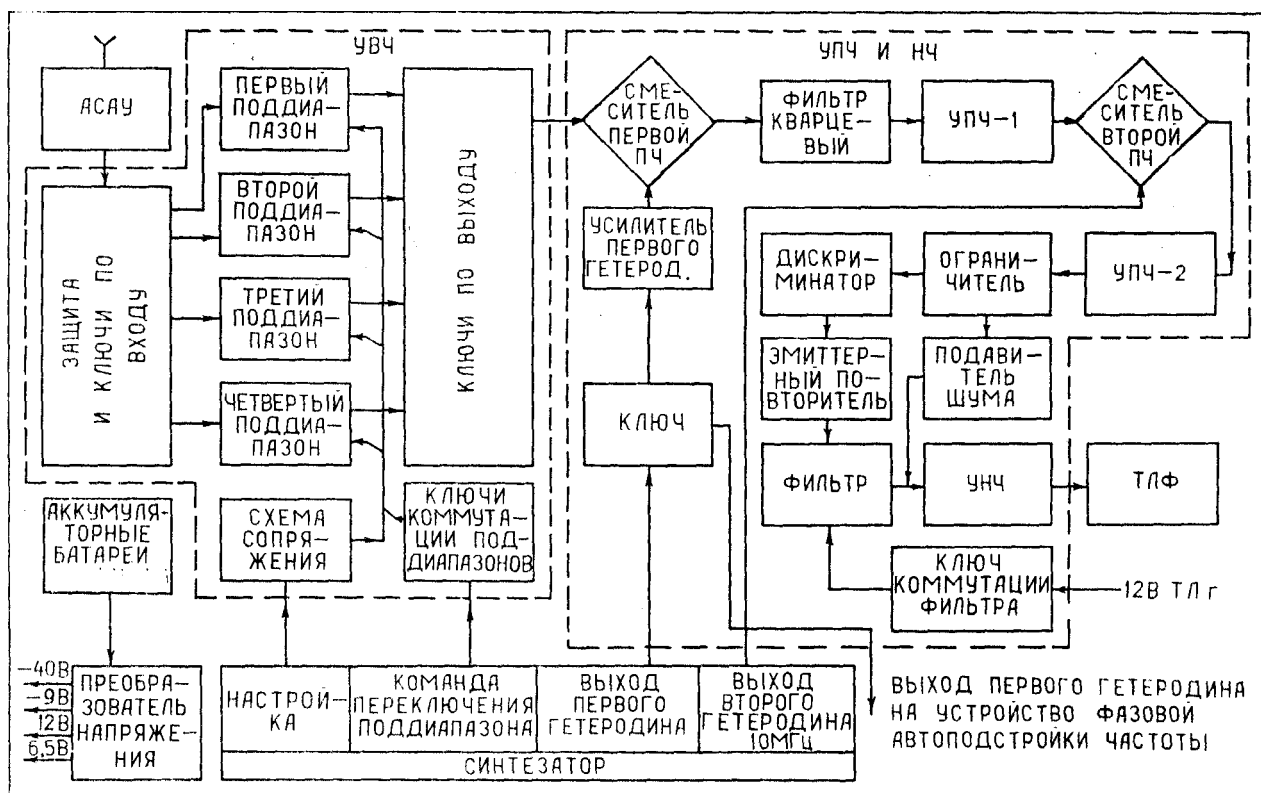 УВЧ
УПЧ И НЧ
АСАУ
ПЕРВЫЙ
ПОДДИА-
ПАЗОН
ВТОРОЙ
ПОДДИА-
ПАЗОН
ТРЕТИЙ
ПОДДИА-
ПАЗОН
ЧЕТВЕРТЫЙ
ПОДДИА-
ПАЗОН
ЗАЩИТА
И КЛЮЧИ ПО
ВХОДУ
КЛЮЧИ ПО ВЫХОДУ
СМЕ-
СИТЕЛЬ
ПЕРВОЙ
ПЧ
ФИЛЬТР
КВАРЦЕ-
ВЫЙ
УПЧ-1
СМЕ-
СИТЕЛЬ
ВТОРОЙ
ПЧ
УСИЛИТЕЛЬ
ПЕРВОГО
ГЕТЕРОД.
ДИСКРИ-
МИНАТОР
ОГРАНИ-
ЧИТЕЛЬ
УПЧ-2
ЭМИТТЕР-
НЫЙ ПО-
ВТОРИТЕЛЬ
ПОДАВИ-
ТЕЛЬ
ШУМА
КЛЮЧ
ФИЛЬТР
УНЧ
ТЛФ
АККУМУЛЯ-
ТОРНЫЕ
БАТАРЕИ
СХЕМА
СОПРЯ-
ЖЕНИЯ
КЛЮЧИ
КОММУТА-
ЦИИ ПОД-
ДИАПАЗОНОВ
КЛЮЧ
КОММУТАЦИИ
ФИЛЬТРА
12В ТЛг
-40В
-9В
12В
6,5В
ПРЕОБРА-
ЗОВАТЕЛЬ
НАПРЯЖЕ-
НИЯ
НАСТРОЙ-
КА
КОМАНДА
ПЕРЕКЛЮЧЕНИЯ
ПОДДИАПАЗОНА
ВЫХОД
ПЕРВОГО
ГЕТЕРОДИНА
ВЫХОД
ВТОРОГО
ГЕТЕРОДИНА
10МГц
СИНТЕЗАТОР
ВЫХОД ПЕРВОГО ГЕТЕРОДИНА
НА УСТРОЙСТВО ФАЗОВОЙ
АВТОПОДСТРОЙКИ ЧАСТОТЫ